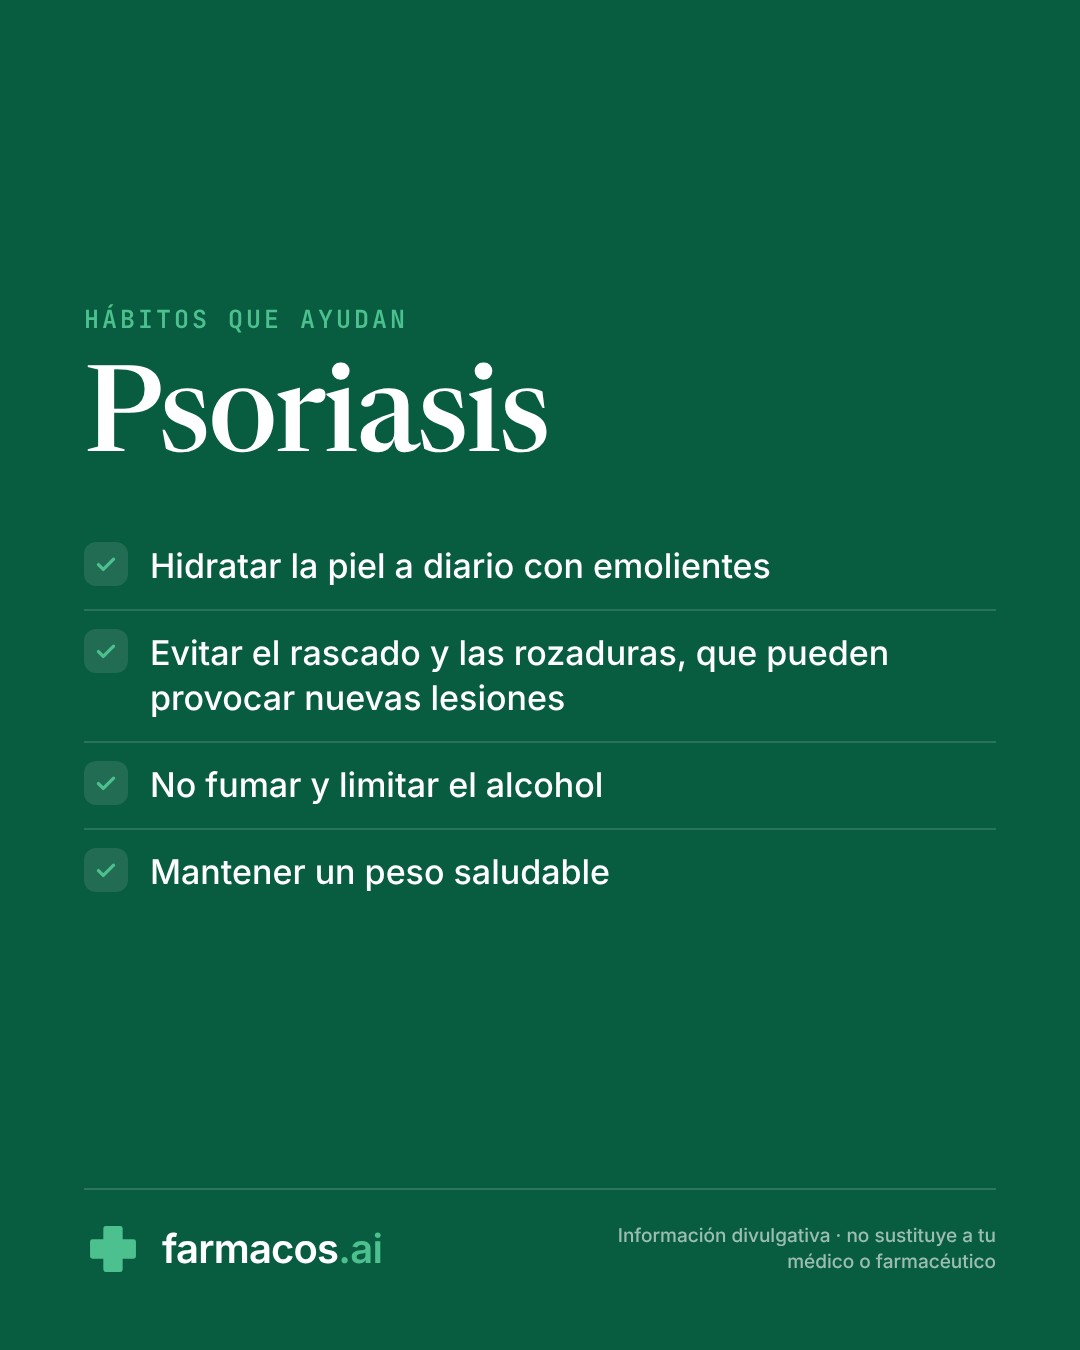 HÁBITOS QUE AYUDAN
Psoriasis
Hidratar la piel a diario con emolientes
Evitar el rascado y las rozaduras, que pueden
provocar nuevas lesiones
No fumar y limitar el alcohol
Mantener un peso saludable
farmacos.ai
Información divulgativa · no sustituye a tu
médico o farmacéutico